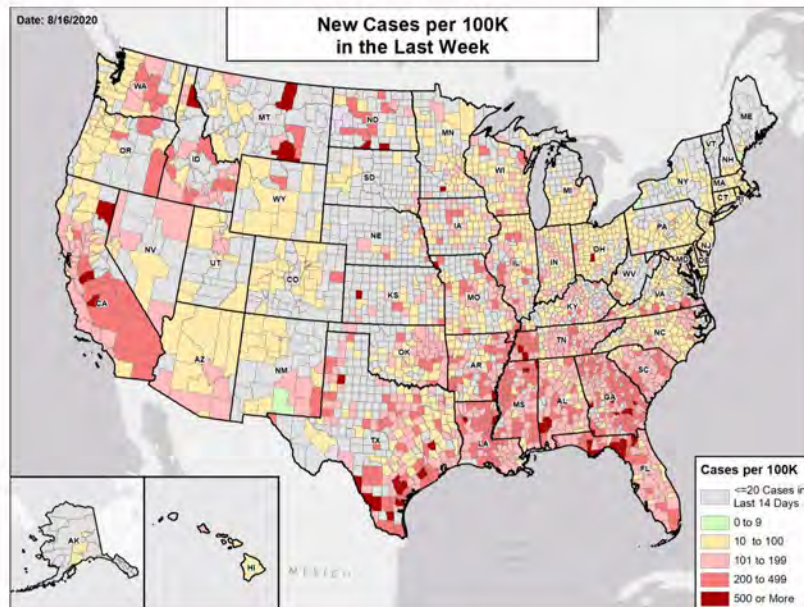 Date: 8/16/2020
New Cases per 100K
in the Last Week
WA
MT
ND
MN
ME
OR
ID
SD
WI
VT
NH
NY
MA
CT
WY
MI
IA
PA
NJ
NE
NV
UT
CO
IL
IN
OH
MD
DE
WV
VA
CA
KS
MO
KY
NC
TN
AZ
NM
OK
AR
SC
MS
AL
GA
TX
LA
FL
AK
HI
MEXICO
Cases per 100K
<=20 Cases in
Last 14 Days
0 to 9
10 to 100
101 to 199
200 to 499
500 or More